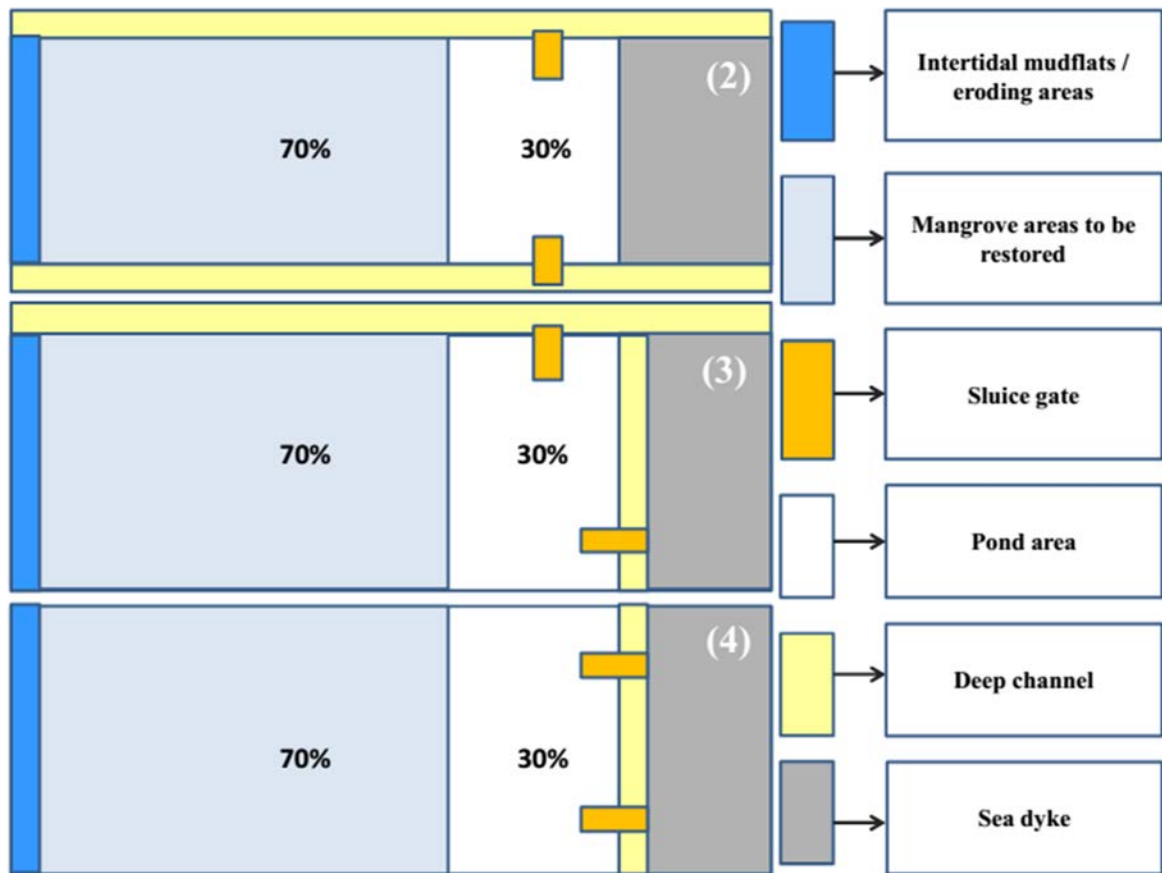 (2)
70%
30%
(3)
70%
30%
(4)
70%
30%
Intertidal mudflats /
eroding areas
Mangrove areas to be
restored
Sluice gate
Pond area
Deep channel
Sea dyke